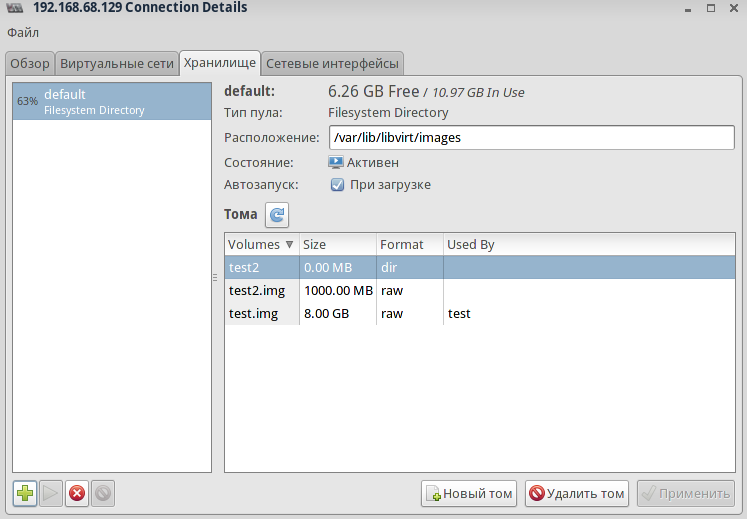 192.168.68.129 Connection Details
Файл
Обзор Виртуальные сети Хранилище Сетевые интерфейсы
63% default
Filesystem Directory
default: 6.26 GB Free / 10.97 GB In Use
Тип пула: Filesystem Directory
Расположение: /var/lib/libvirt/images
Состояние: Активен
Автозапуск: При загрузке
Тома
Volumes Size Format Used By
test2 0.00 MB dir
test2.img 1000.00 MB raw
test.img 8.00 GB raw test
Новый том Удалить том Применить